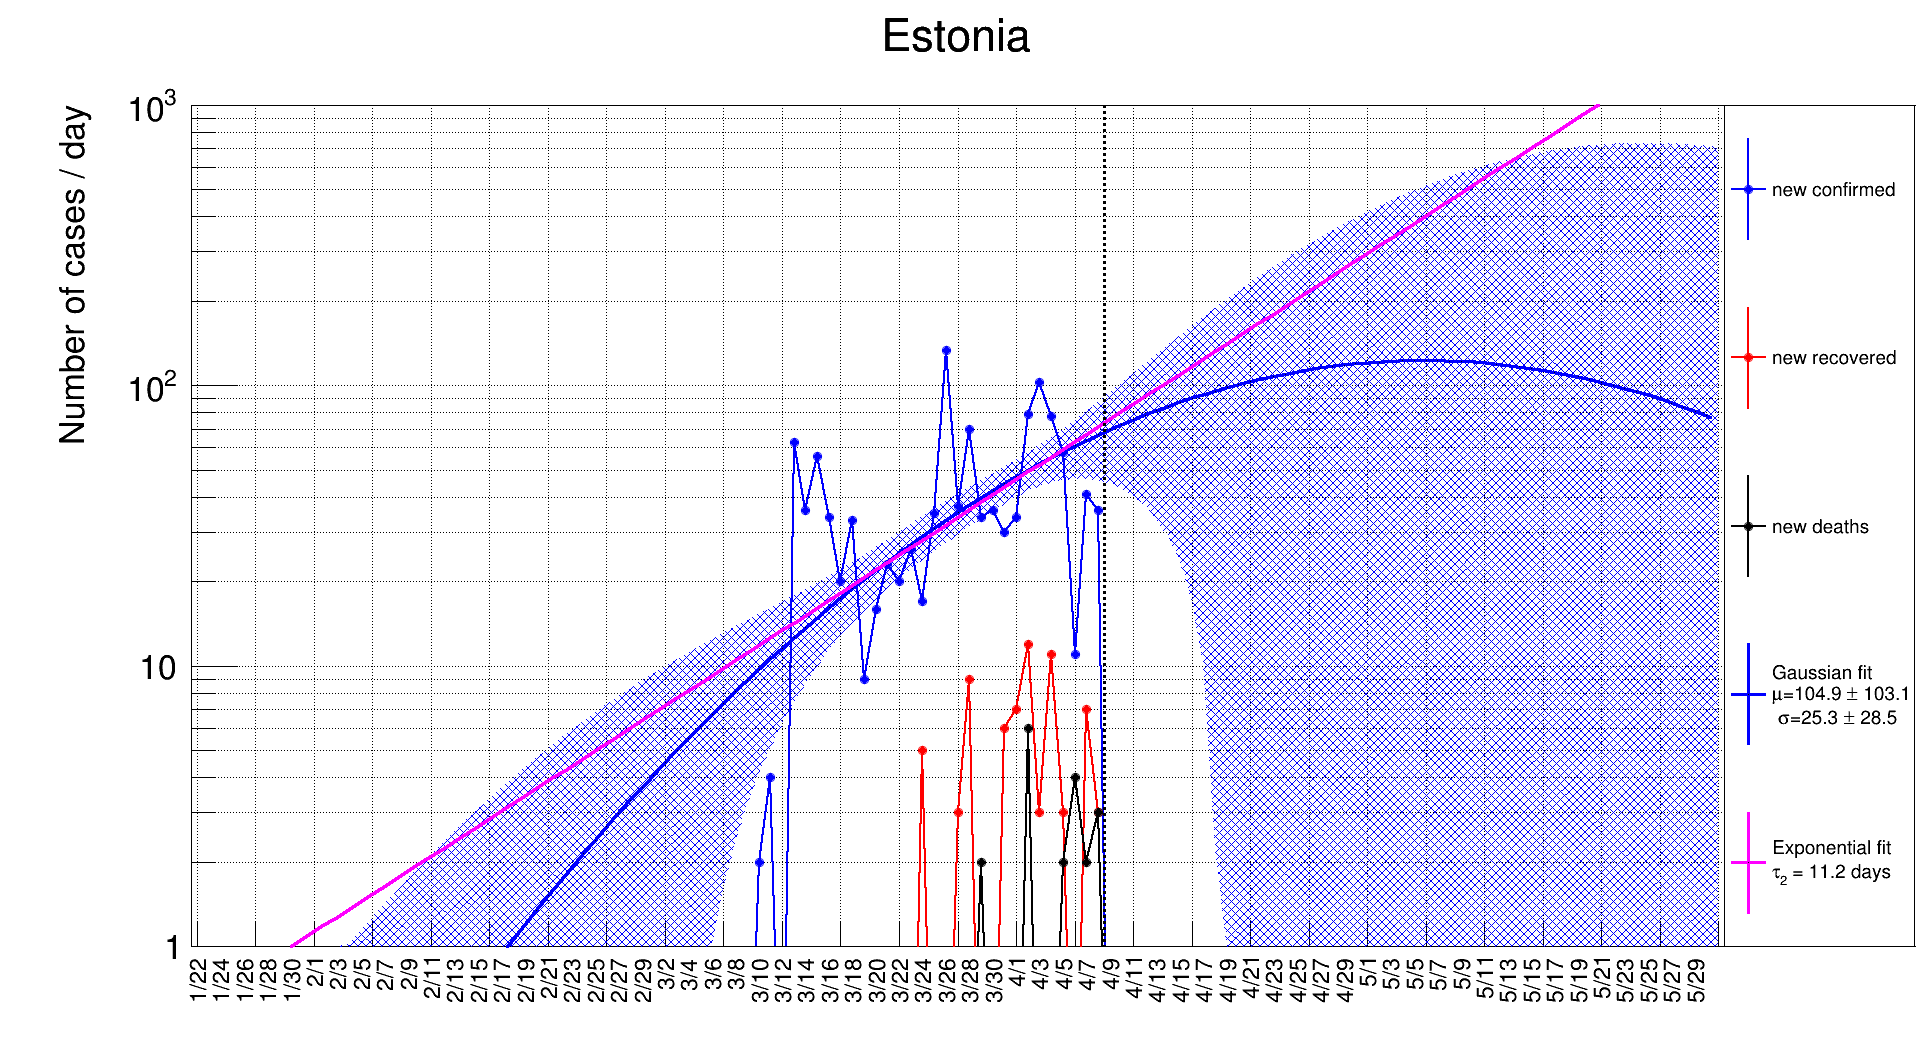 Estonia
Number of cases / day
10³
10²
10
1
1/22 1/24 1/26 1/28 1/30 2/1 2/3 2/5 2/7 2/9 2/11 2/13 2/15 2/17 2/19 2/21 2/23 2/25 2/27 2/29 3/2 3/4 3/6 3/8 3/10 3/12 3/14 3/16 3/18 3/20 3/22 3/24 3/26 3/28 3/30 4/1 4/3 4/5 4/7 4/9 4/11 4/13 4/15 4/17 4/19 4/21 4/23 4/25 4/27 4/29 5/1 5/3 5/5 5/7 5/9 5/11 5/13 5/15 5/17 5/19 5/21 5/23 5/25 5/27 5/29
new confirmed
new recovered
new deaths
Gaussian fit
μ=104.9 ± 103.1
σ=25.3 ± 28.5
Exponential fit
τ₂ = 11.2 days